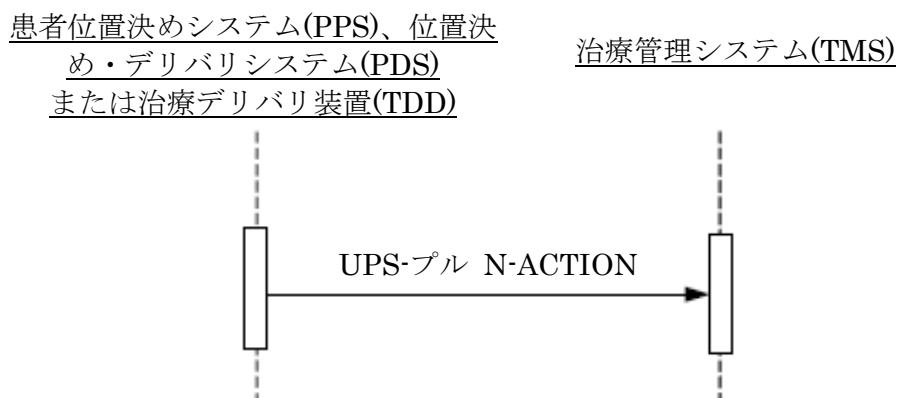 患者位置決めシステム(PPS)、位置決
め・デリバリシステム(PDS)
または治療デリバリ装置(TDD)
治療管理システム(TMS)
UPS-プル N-ACTION